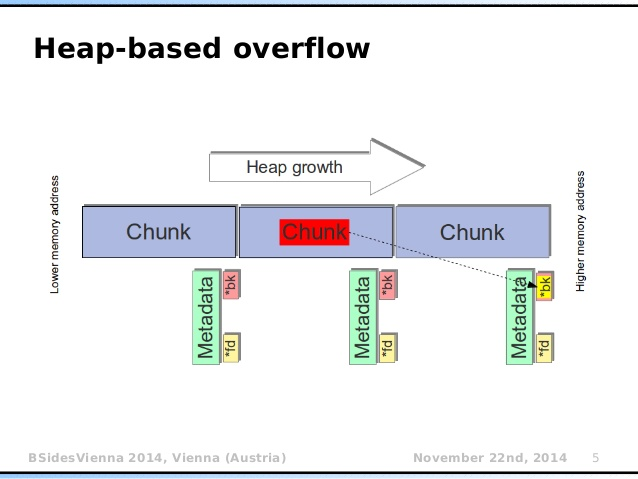 Heap-based overflow
Heap growth
Lower memory address
Higher memory address
Chunk
Chunk
Chunk
Metadata
*bk
*fd
Metadata
*bk
*fd
Metadata
*bk
*fd
BSidesVienna 2014, Vienna (Austria)
November 22nd, 2014
5